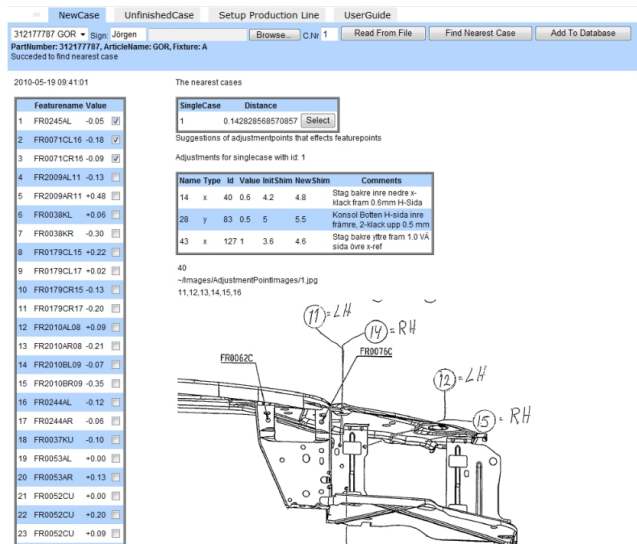 NewCase UnfinishedCase Setup Production Line UserGuide
312177787 GOR Sign: Jörgen Browse... C.Nr 1 Read From File Find Nearest Case Add To Database
PartNumber: 312177787, ArticleName: GOR, Fixture: A
Succeded to find nearest case
2010-05-19 09:41:01
Featurename Value
1 FR0245AL -0.05
2 FR0071CL16 -0.18
3 FR0071CR16 -0.09
4 FR2009AL11 -0.13
5 FR2009AR11 +0.48
6 FR0038KL +0.06
7 FR0038KR -0.30
8 FR0179CL15 +0.22
9 FR0179CL17 +0.02
10 FR0179CR15 -0.13
11 FR0179CR17 -0.20
12 FR2010AL08 +0.09
13 FR2010AR08 -0.21
14 FR2010BL09 -0.07
15 FR2010BR09 -0.35
16 FR0244AL -0.12
17 FR0244AR -0.06
18 FR0037KU -0.10
19 FR0053AL +0.00
20 FR0053AR +0.13
21 FR0052CU +0.00
22 FR0052CU +0.20
23 FR0052CU +0.09
The nearest cases
SingleCase Distance
1 0.142828568570857 Select
Suggestions of adjustmentpoints that effects featurepoints
Adjustments for singlecase with id: 1
Name Type Id Value InitShim NewShim Comments
14 x 40 0.6 4.2 4.8 Stag bakre inre nedre x-
klack fram 0.6mm H-Sida
28 y 83 0.5 5 5.5 Konsol Botten H-sida inre
främre, 2-klack upp 0.5 mm
43 x 127 1 3.6 4.6 Stag bakre yttre fram 1.0 VÄ
sida övre x-ref
40
~/Images/AdjustmentPointImages/1.jpg
11,12,13,14,15,16
11 = LH
14 = RH
FR0062C FR0076C
12 = LH
15 = RH